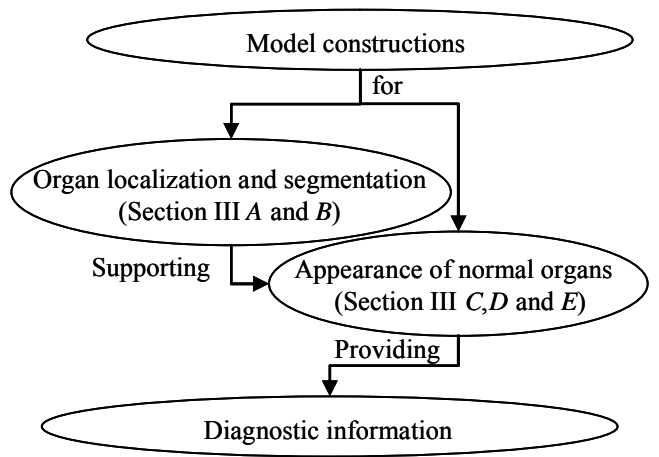 Model constructions
for
Organ localization and segmentation
(Section III A and B)
Supporting
Appearance of normal organs
(Section III C,D and E)
Providing
Diagnostic information